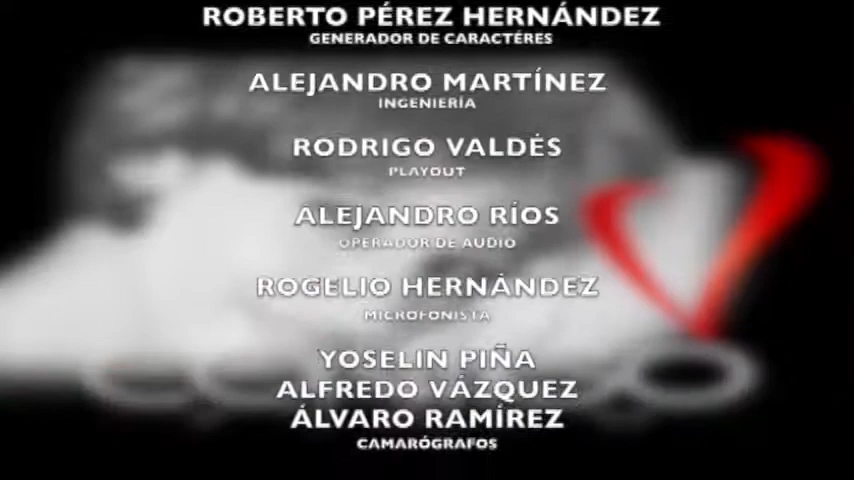 ROBERTO PÉREZ HERNÁNDEZ
GENERADOR DE CARACTÉRES
ALEJANDRO MARTÍNEZ
INGENIERÍA
RODRIGO VALDÉS
PLAYOUT
ALEJANDRO RÍOS
OPERADOR DE AUDIO
ROGELIO HERNÁNDEZ
MICROFONISTA
YOSELIN PIÑA
ALFREDO VÁZQUEZ
ÁLVARO RAMÍREZ
CAMARÓGRAFOS